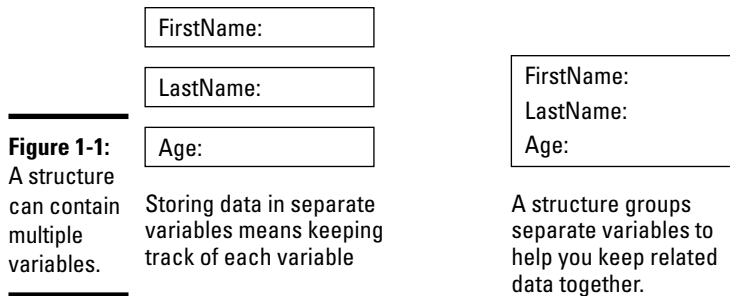 FirstName:
LastName:
Age:
Storing data in separate
variables means keeping
track of each variable
FirstName:
LastName:
Age:
A structure groups
separate variables to
help you keep related
data together.
Figure 1-1:
A structure
can contain
multiple
variables.